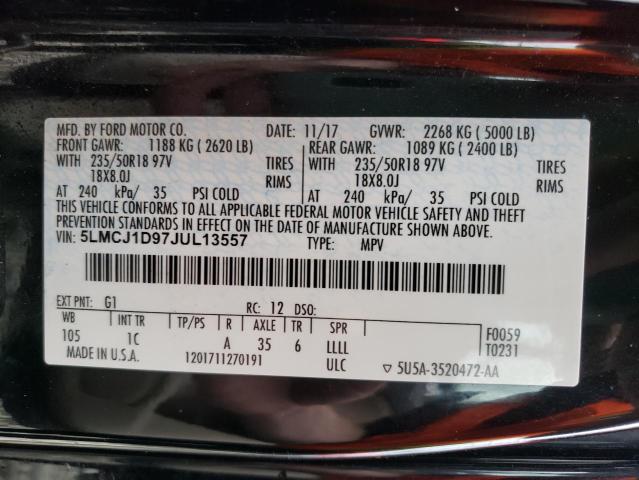 MFD. BY FORD MOTOR CO. DATE: 11/17 GVWR: 2268 KG ( 5000 LB)
FRONT GAWR: 1188 KG ( 2620 LB) REAR GAWR: 1089 KG ( 2400 LB)
WITH 235/50R18 97V TIRES WITH 235/50R18 97V TIRES
18X8.0J RIMS 18X8.0J RIMS
AT 240 kPa/ 35 PSI COLD AT 240 kPa/ 35 PSI COLD
THIS VEHICLE CONFORMS TO ALL APPLICABLE FEDERAL MOTOR VEHICLE SAFETY AND THEFT
PREVENTION STANDARDS IN EFFECT ON THE DATE OF MANUFACTURE SHOWN ABOVE.
VIN: 5LMCJ1D97JUL13557 TYPE: MPV
EXT PNT: G1 RC: 12 DSO:
WB INT TR TP/PS R AXLE TR SPR F0059
105 1C A 35 6 LLLL T0231
MADE IN U.S.A. 1201711270191 ULC ▽ 5U5A-3520472-AA